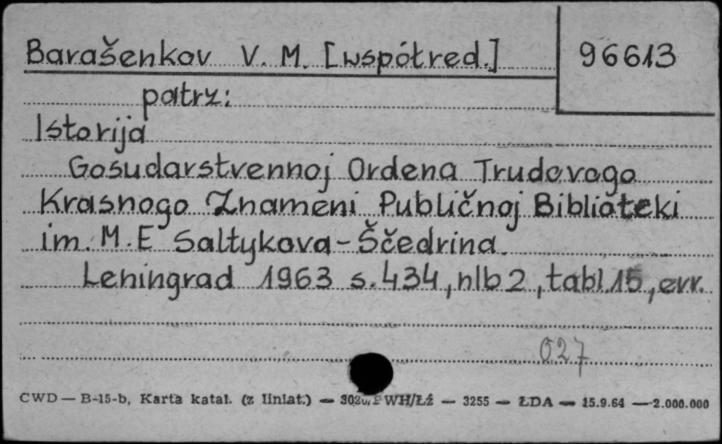 Barašenkov V. M. [współred.] 96613
patrz:
Istorija
Gosudarstvennoj Ordena Trudovogo
Krasnogo Znameni Publičnoj Biblioteki
im. M. E Saltykova-Ščedrina.
Leningrad 1963 s. 434, nlb 2, tabl. 15, err.
027
CWD — B-15-b, Karta katal. (z liniat.) — WH/Łź — 3255 — ŁDA — 15.9.64 — 2.000.000